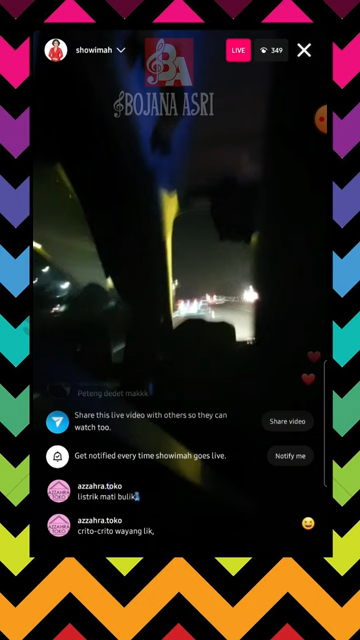 showimah
LIVE
349
BA
BOJANA ASRI
Peteng dedet makkk
Share this live video with others so they can
watch too.
Share video
Get notified every time showimah goes live.
Notify me
azzahra.toko
listrik mati bulik
azzahra.toko
crito-crito wayang lik,